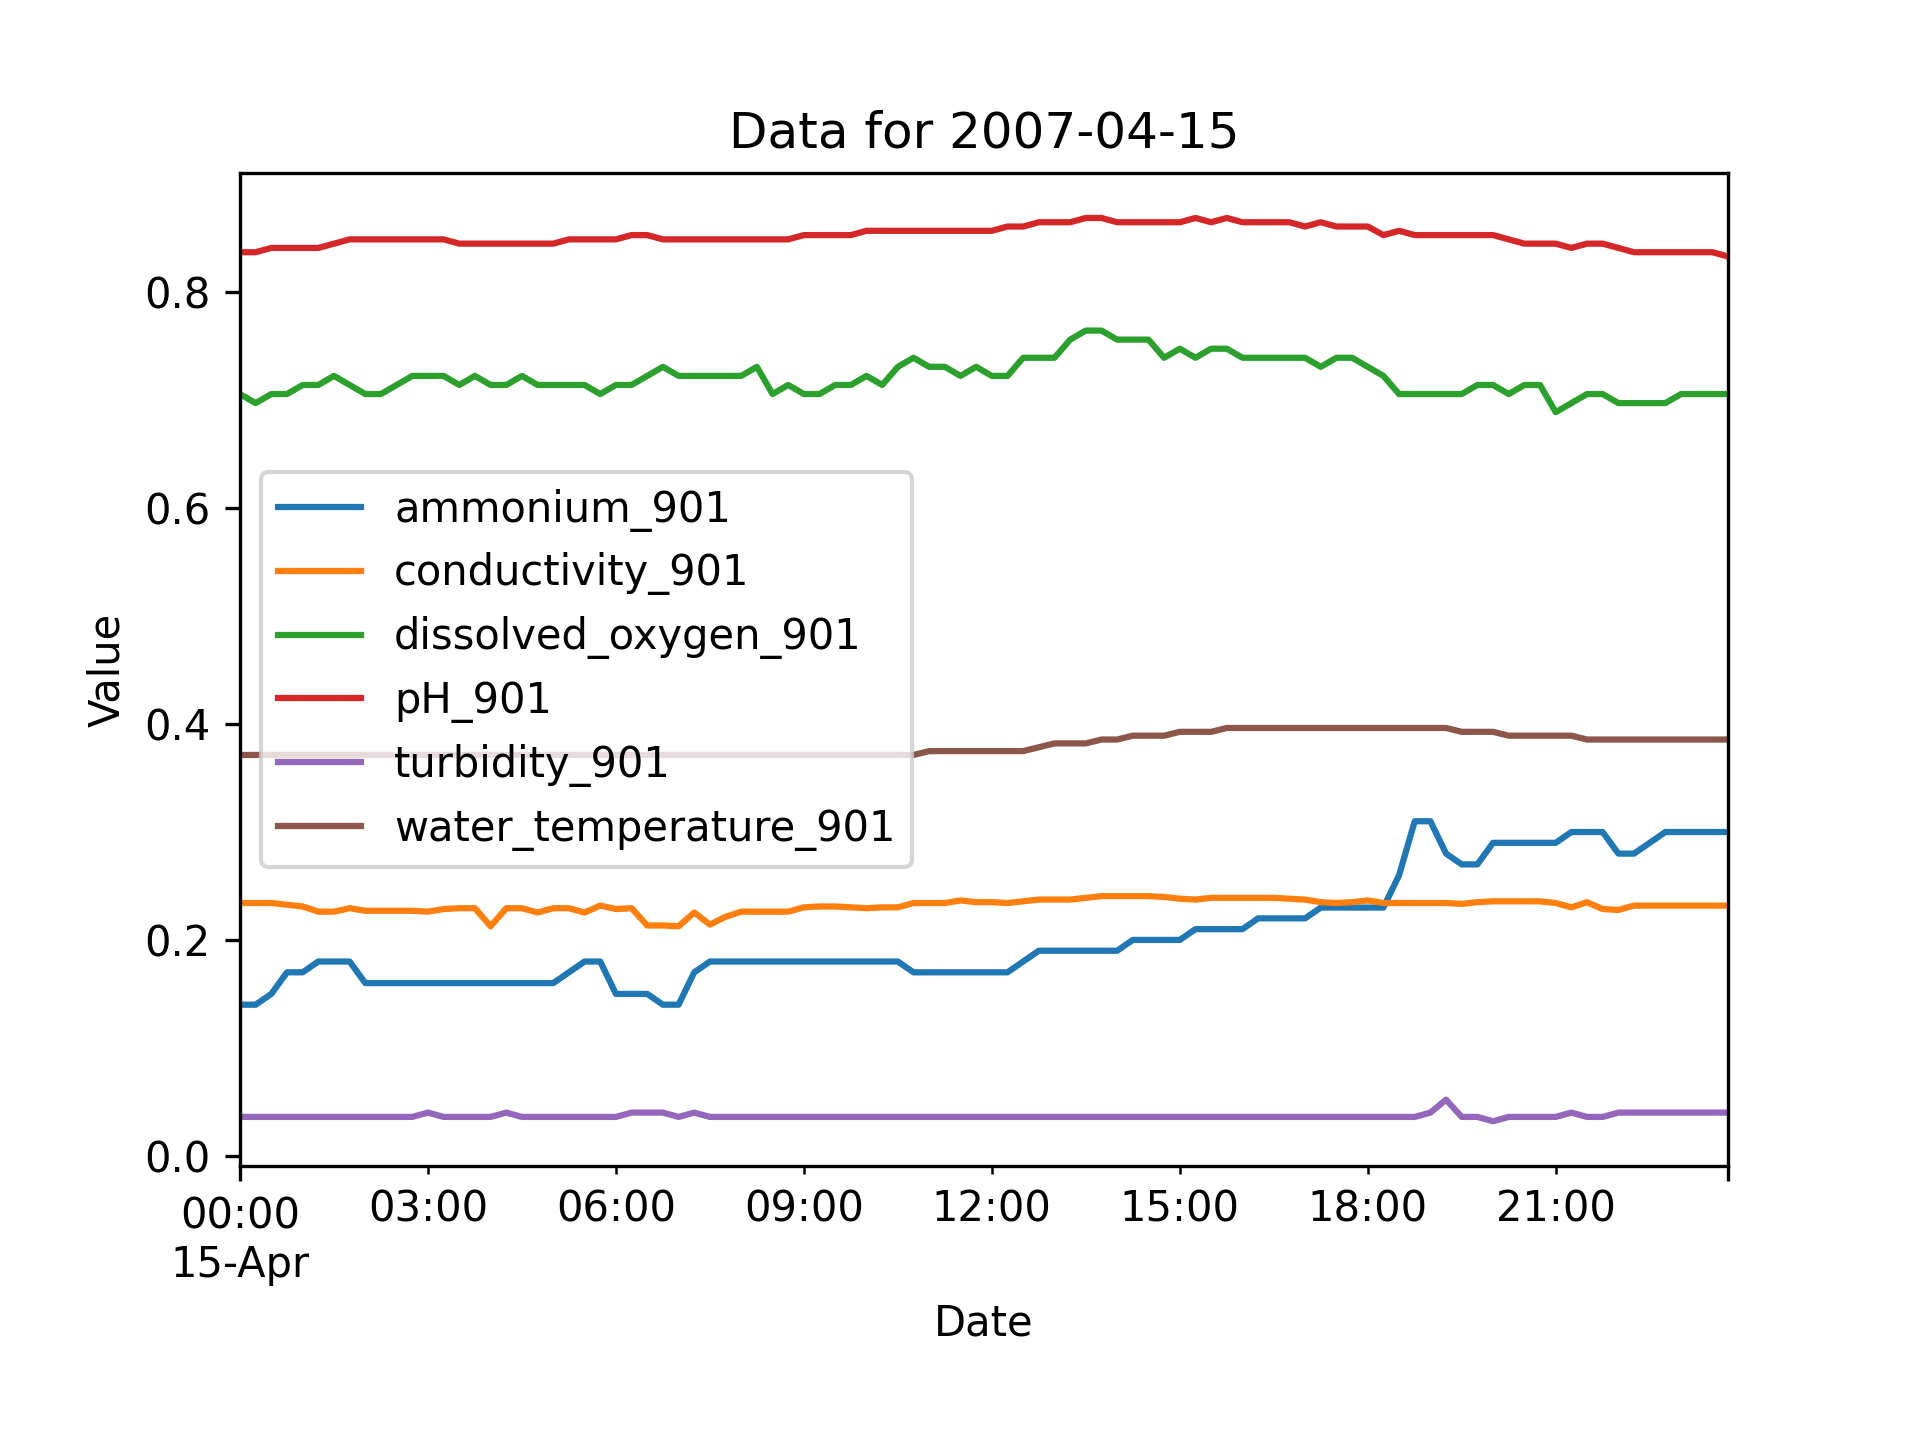 Data for 2007-04-15
Value
0.8
0.6
0.4
0.2
0.0
ammonium_901
conductivity_901
dissolved_oxygen_901
pH_901
turbidity_901
water_temperature_901
00:00 03:00 06:00 09:00 12:00 15:00 18:00 21:00
15-Apr
Date